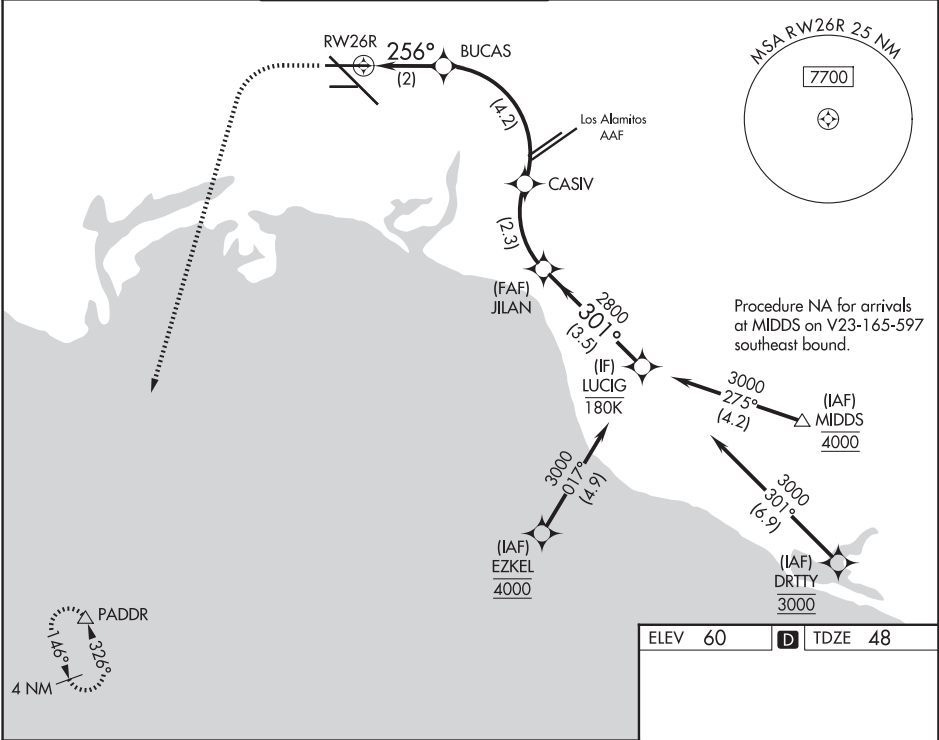 MSA RW26R 25 NM
7700
RW26R
256°
BUCAS
(2)
(4.2)
Los Alamitos
AAF
CASIV
(2.3)
(FAF)
JILAN
2800
301°
(3.5)
(IF)
LUCIG
180K
Procedure NA for arrivals
at MIDDS on V23-165-597
southeast bound.
3000
275°
(4.2)
(IAF)
MIDDS
4000
3000
017°
(4.9)
(IAF)
EZKEL
4000
3000
301°
(6.9)
(IAF)
DRTTY
3000
PADDR
146°
326°
4 NM
ELEV 60 D TDZE 48